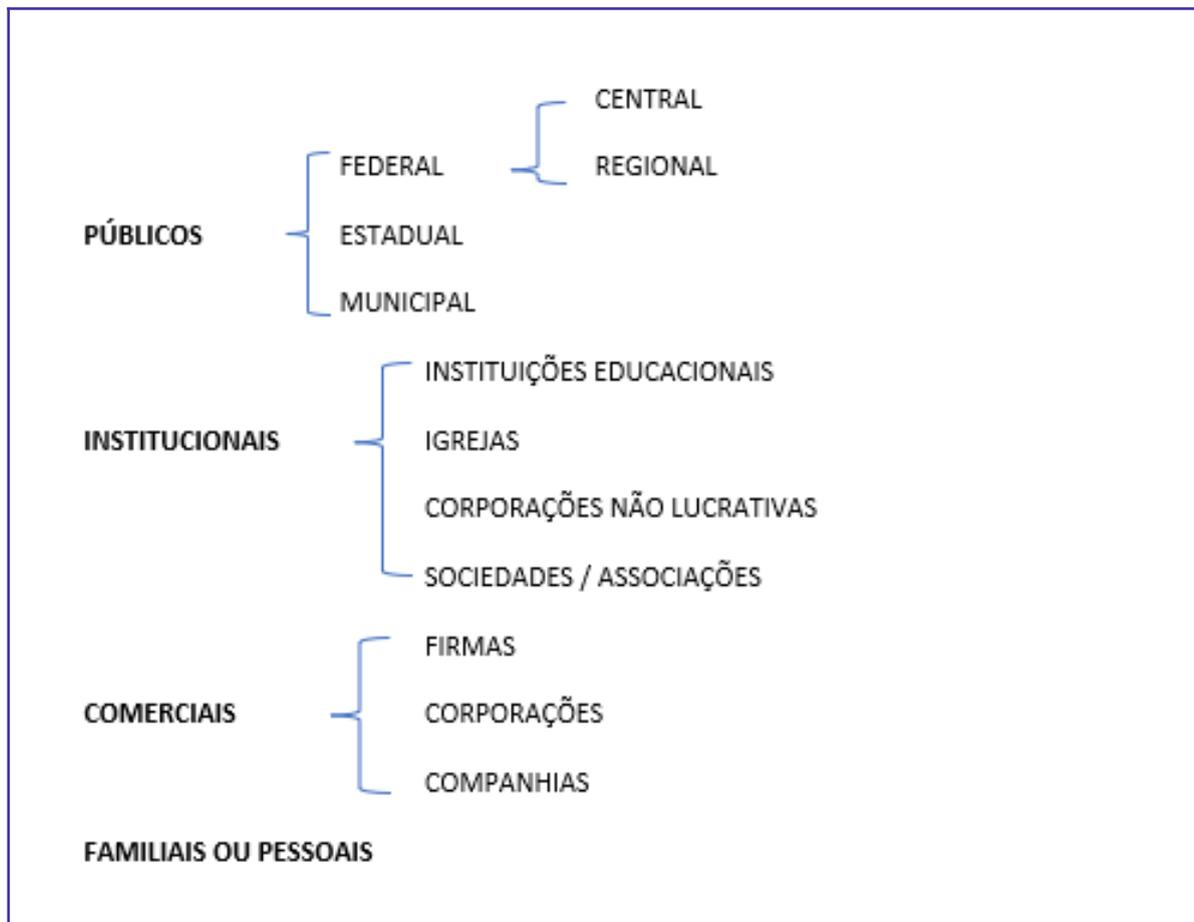 CENTRAL
FEDERAL REGIONAL
PÚBLICOS ESTADUAL
MUNICIPAL
INSTITUIÇÕES EDUCACIONAIS
INSTITUCIONAIS IGREJAS
CORPORAÇÕES NÃO LUCRATIVAS
SOCIEDADES / ASSOCIAÇÕES
FIRMAS
COMERCIAIS CORPORAÇÕES
COMPANHIAS
FAMILIAIS OU PESSOAIS